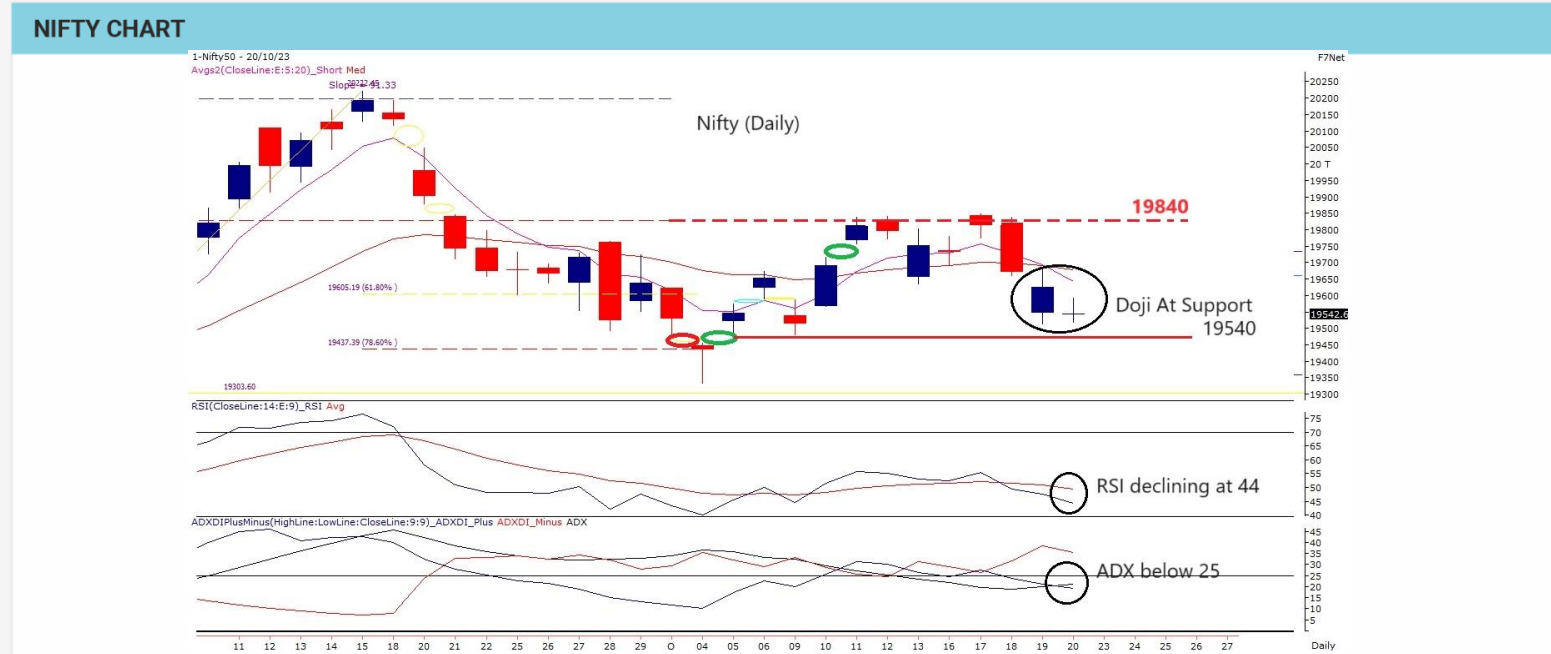 NIFTY CHART
1-Nifty50 - 20/10/23
F7Net
Avgs2(CloseLine:E:5:20)_Short Med
Slope = 91.33
20222.45
Nifty (Daily)
20250
20200
20150
20100
20050
20 T
19950
19900
19850
19800
19750
19700
19650
19600
19542.6
19500
19450
19400
19350
19300
19840
19605.19 (61.80% )
Doji At Support
19540
19437.39 (78.60% )
19303.60
RSI(CloseLine:14:E:9)_RSI Avg
75
70
65
60
55
50
45
40
RSI declining at 44
ADXDIPlusMinus(HighLine:LowLine:CloseLine:9:9)_ADXDI_Plus ADXDI_Minus ADX
45
40
35
30
25
20
15
10
5
ADX below 25
11 12 13 14 15 18 20 21 22 25 26 27 28 29 O 04 05 06 09 10 11 12 13 16 17 18 19 20 23 24 25 26 27 Daily